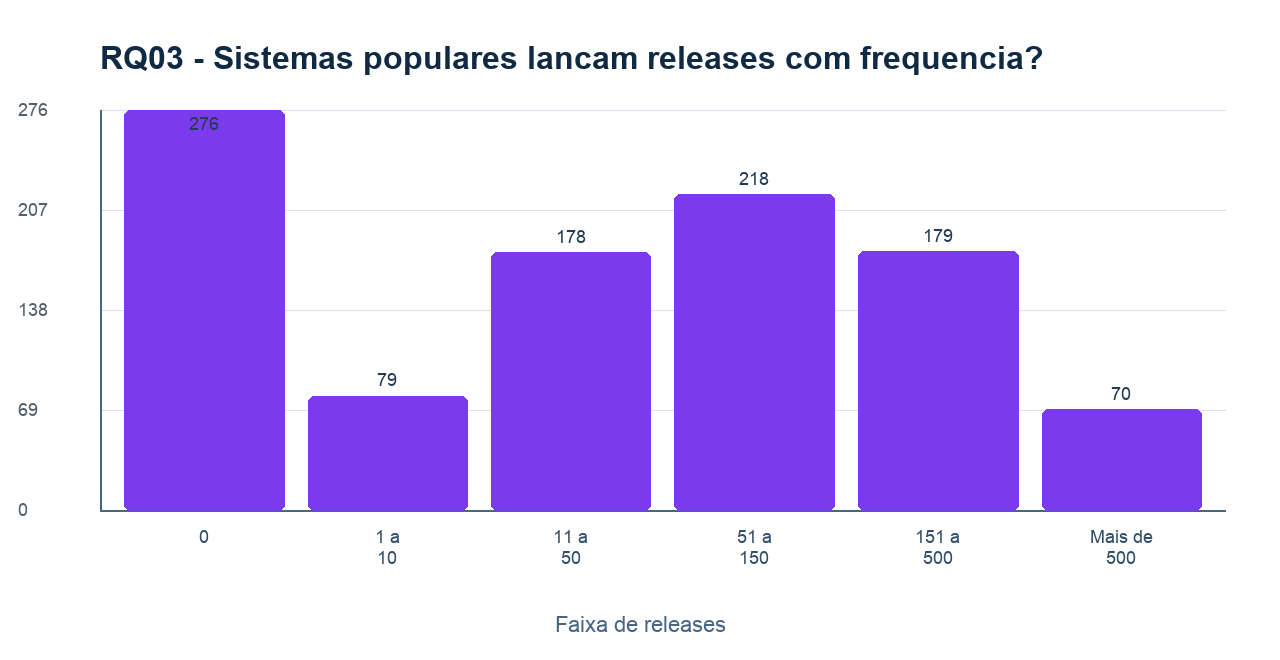 RQ03 - Sistemas populares lancam releases com frequencia?
276
207
138
69
0
276
79
178
218
179
70
0
1 a
10
11 a
50
51 a
150
151 a
500
Mais de
500
Faixa de releases